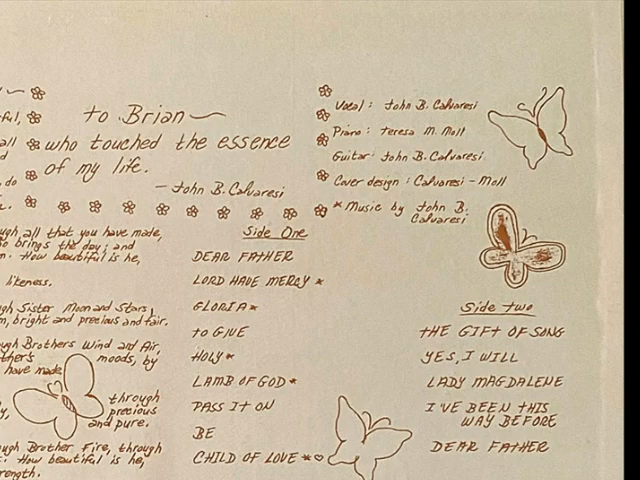 to Brian
who touched the essence
of my life.
- John B. Calvaresi
Vocal: John B. Calvaresi
Piano: teresa M. Moll
Guitar: John B. Calvaresi
Cover design: Calvaresi - Moll
* Music by John B.
Calvaresi
ugh all that you have made,
o brings the day; and
m. How beautiful is he,
likeness.
ugh Sister Moon and Stars,
m, bright and precious and fair.
ugh Brothers Wind and Air,
ther's moods, by
have made
through
precious
and pure.
ugh Brother Fire, through
t. How beautiful is he,
rength.
Side One
DEAR FATHER
LORD HAVE MERCY *
GLORIA *
to GIVE
HOLY *
LAMB OF GOD *
PASS IT ON
BE
CHILD OF LOVE *
Side two
tHE GIFT OF SONG
YES, I WILL
LADY MAGDALENE
I'VE BEEN tHIS
WAY BEFORE
DEAR FATHER